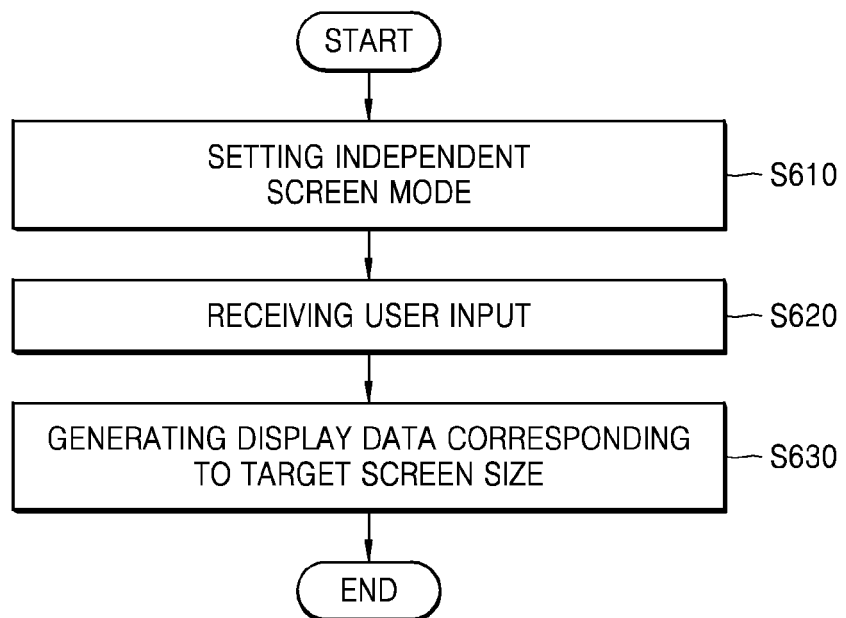 START
SETTING INDEPENDENT
SCREEN MODE
S610
RECEIVING USER INPUT
S620
GENERATING DISPLAY DATA CORRESPONDING
TO TARGET SCREEN SIZE
S630
END